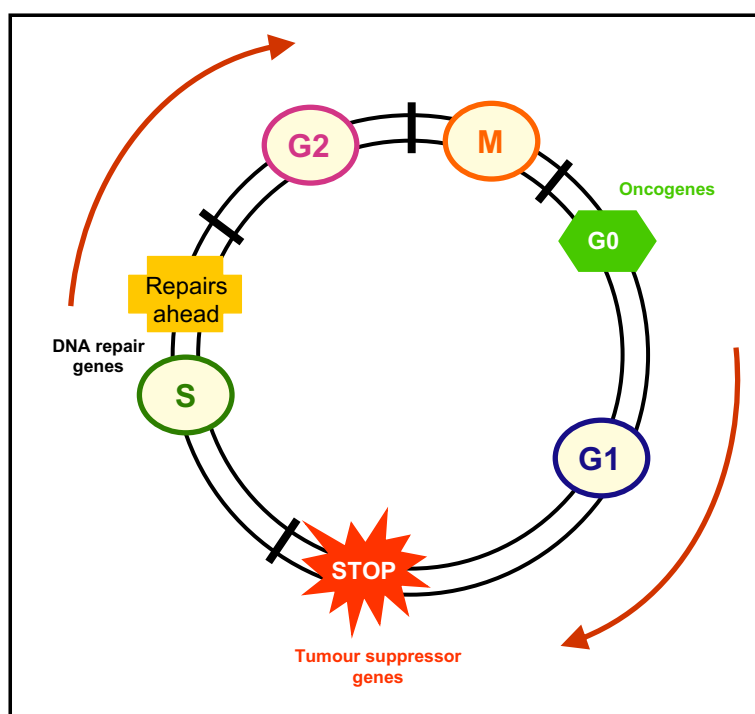 G2
M
Oncogenes
G0
Repairs
ahead
DNA repair
genes
S
G1
STOP
Tumour suppressor
genes